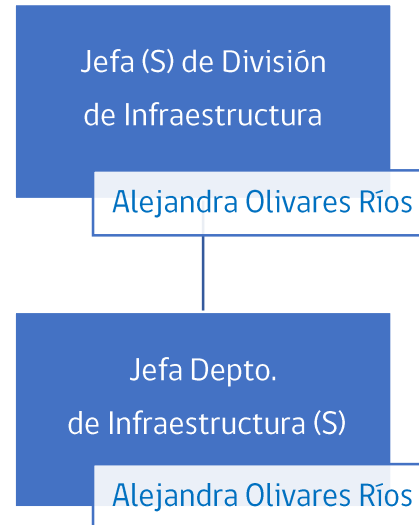 Jefa (S) de División
de Infraestructura
Alejandra Olivares Ríos
Jefa Depto.
de Infraestructura (S)
Alejandra Olivares Ríos